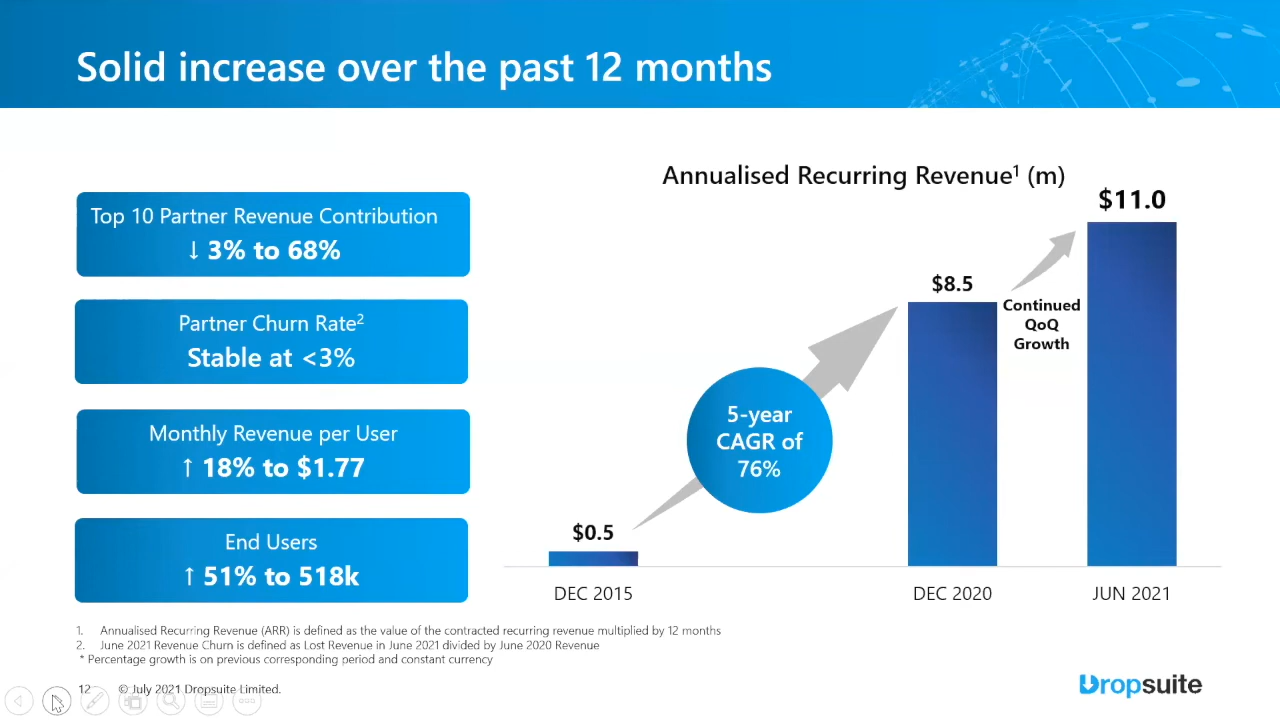 Solid increase over the past 12 months
Top 10 Partner Revenue Contribution
↓ 3% to 68%
Partner Churn Rate²
Stable at <3%
Monthly Revenue per User
↑ 18% to $1.77
End Users
↑ 51% to 518k
Annualised Recurring Revenue¹ (m)
$11.0
$8.5
Continued
QoQ
Growth
5-year
CAGR of
76%
$0.5
DEC 2015
DEC 2020
JUN 2021
1. Annualised Recurring Revenue (ARR) is defined as the value of the contracted recurring revenue multiplied by 12 months
2. June 2021 Revenue Churn is defined as Lost Revenue in June 2021 divided by June 2020 Revenue
* Percentage growth is on previous corresponding period and constant currency
12 © July 2021 Dropsuite Limited.
Dropsuite